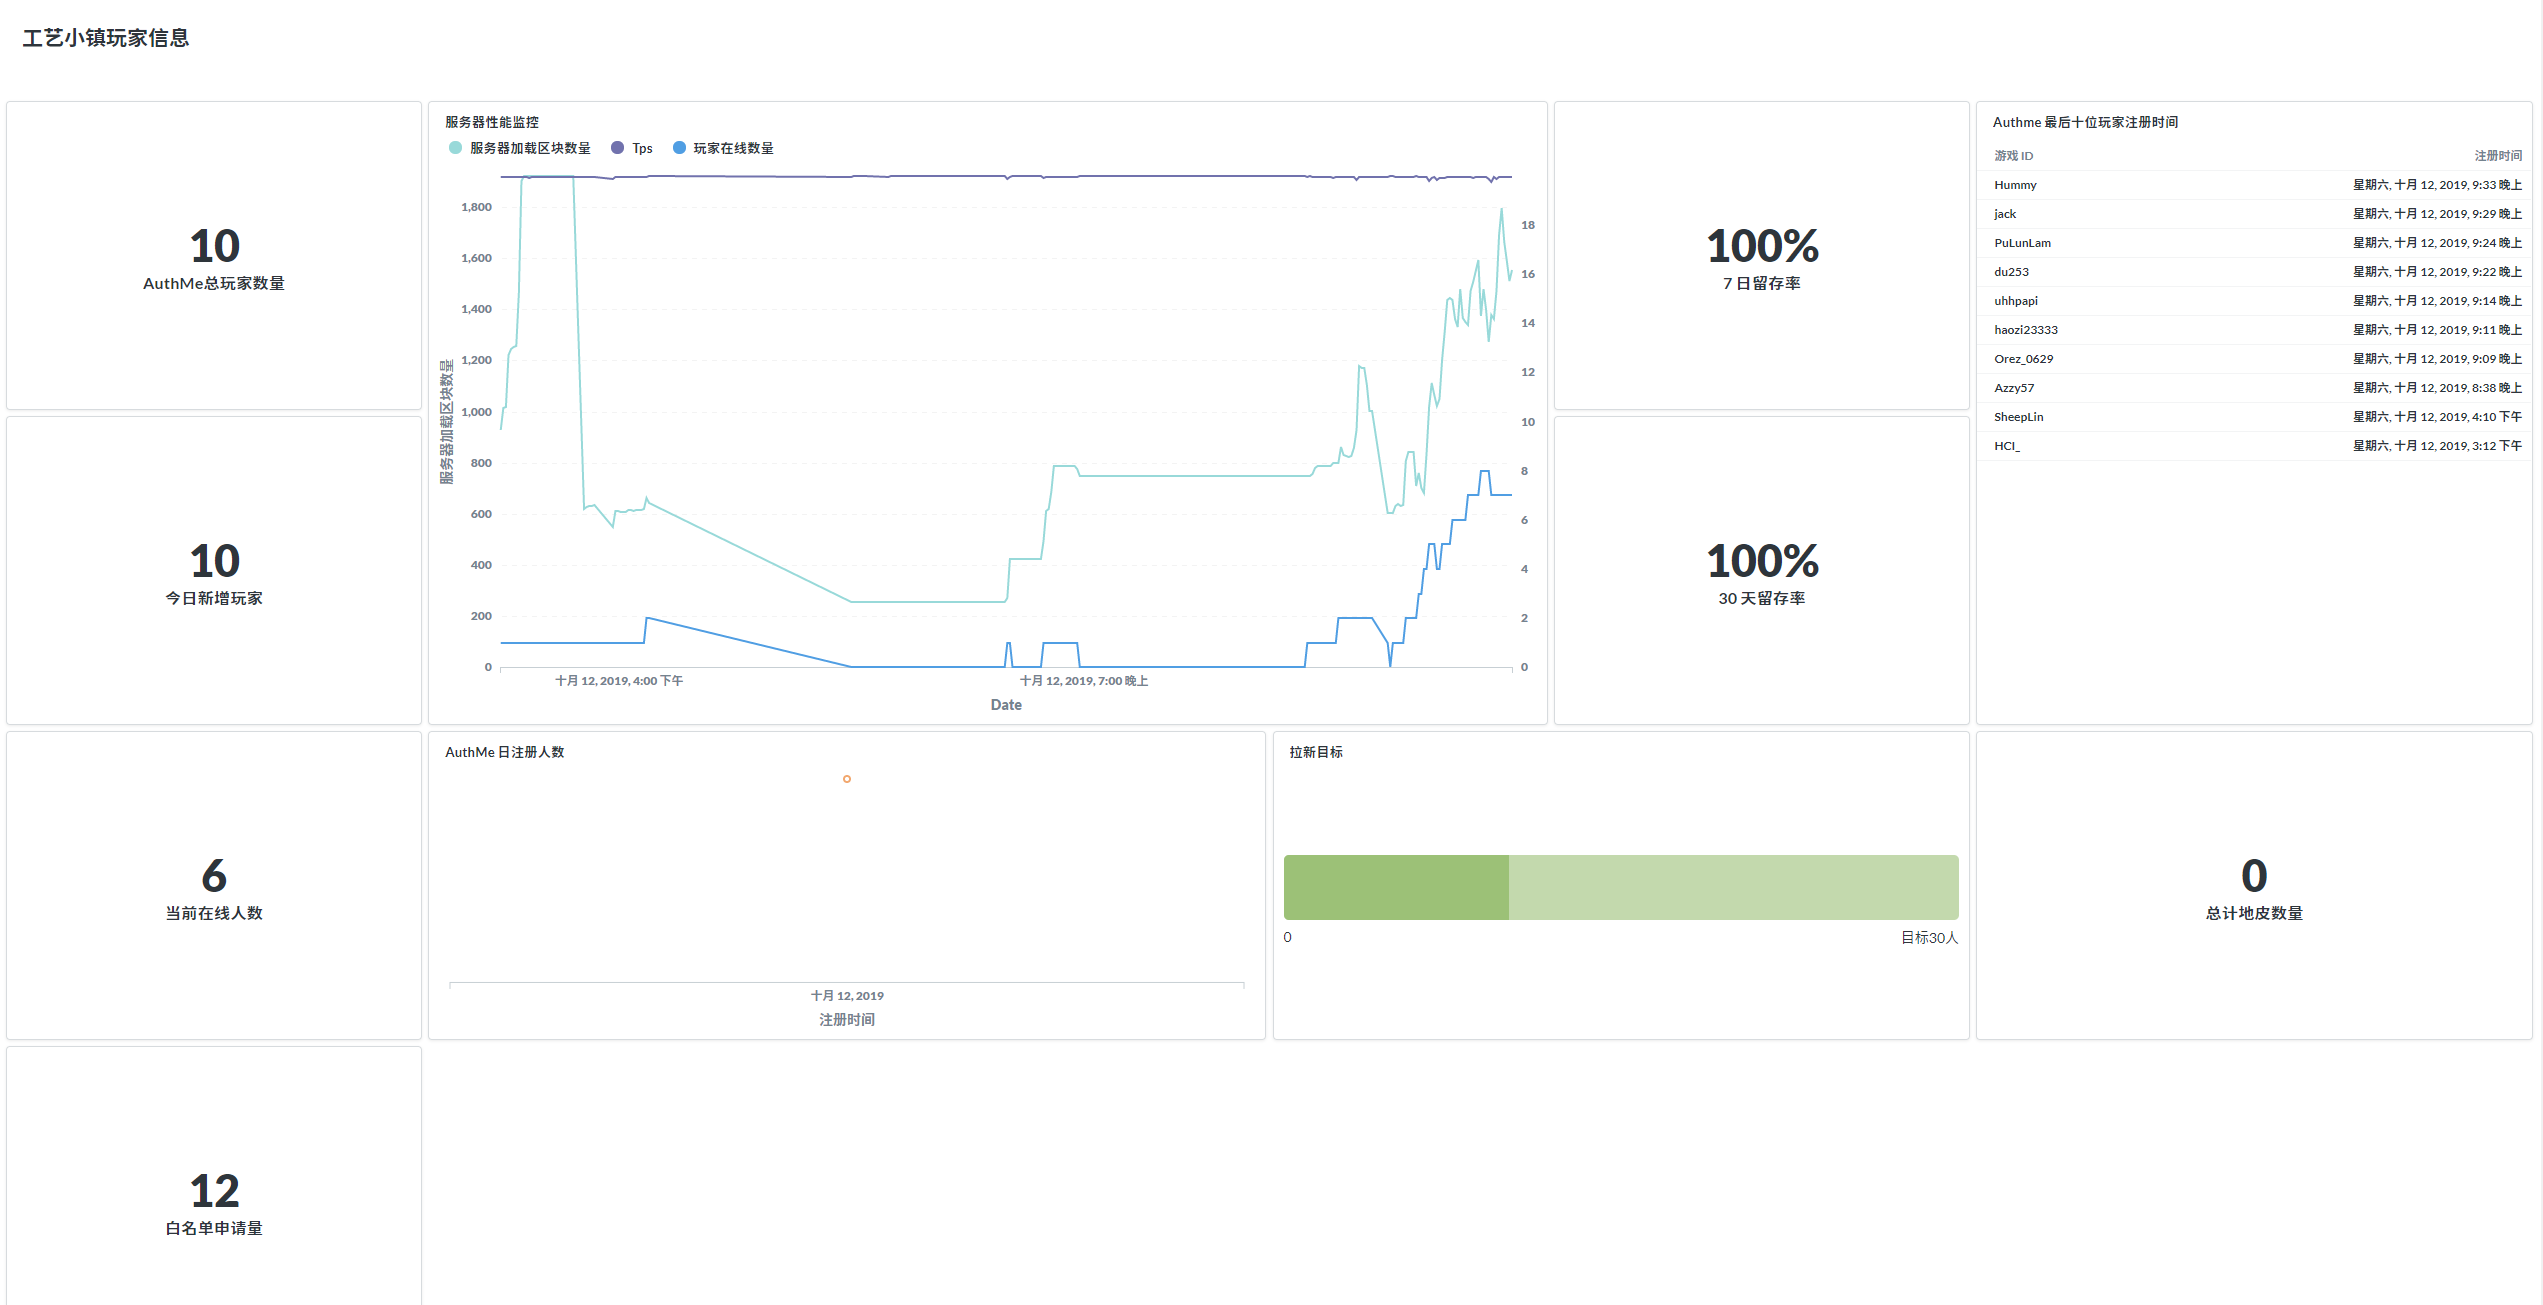 工艺小镇玩家信息
10
AuthMe总玩家数量
服务器性能监控
服务器加载区块数量 Tps 玩家在线数量
服务器加载区块数量
1,800
1,600
1,400
1,200
1,000
800
600
400
200
0
18
16
14
12
10
8
6
4
2
0
十月 12, 2019, 4:00 下午 十月 12, 2019, 7:00 晚上
Date
100%
7 日留存率
Authme 最后十位玩家注册时间
游戏 ID 注册时间
Hummy 星期六, 十月 12, 2019, 9:33 晚上
jack 星期六, 十月 12, 2019, 9:29 晚上
PuLunLam 星期六, 十月 12, 2019, 9:24 晚上
du253 星期六, 十月 12, 2019, 9:22 晚上
uhhpapi 星期六, 十月 12, 2019, 9:14 晚上
haozi23333 星期六, 十月 12, 2019, 9:11 晚上
Orez_0629 星期六, 十月 12, 2019, 9:09 晚上
Azzy57 星期六, 十月 12, 2019, 8:38 晚上
SheepLin 星期六, 十月 12, 2019, 4:10 下午
HCI_ 星期六, 十月 12, 2019, 3:12 下午
10
今日新增玩家
100%
30 天留存率
6
当前在线人数
AuthMe 日注册人数
十月 12, 2019
注册时间
拉新目标
0 目标30人
0
总计地皮数量
12
白名单申请量